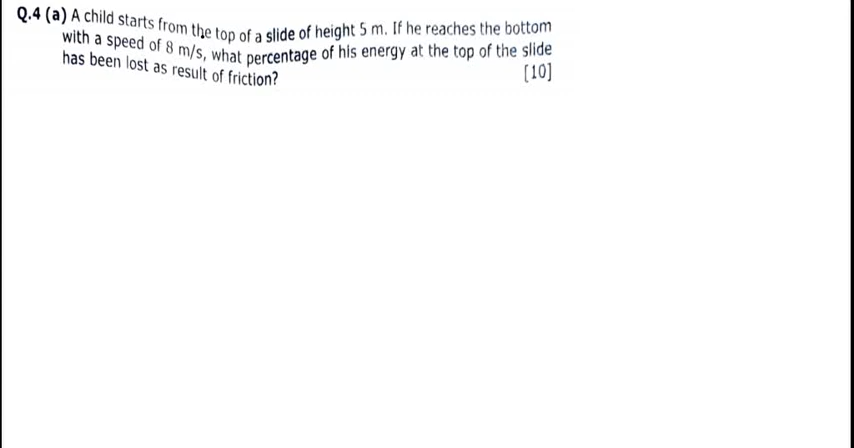 Q.4 (a) A child starts from the top of a slide of height 5 m. If he reaches the bottom
with a speed of 8 m/s, what percentage of his energy at the top of the slide
has been lost as result of friction?
[10]